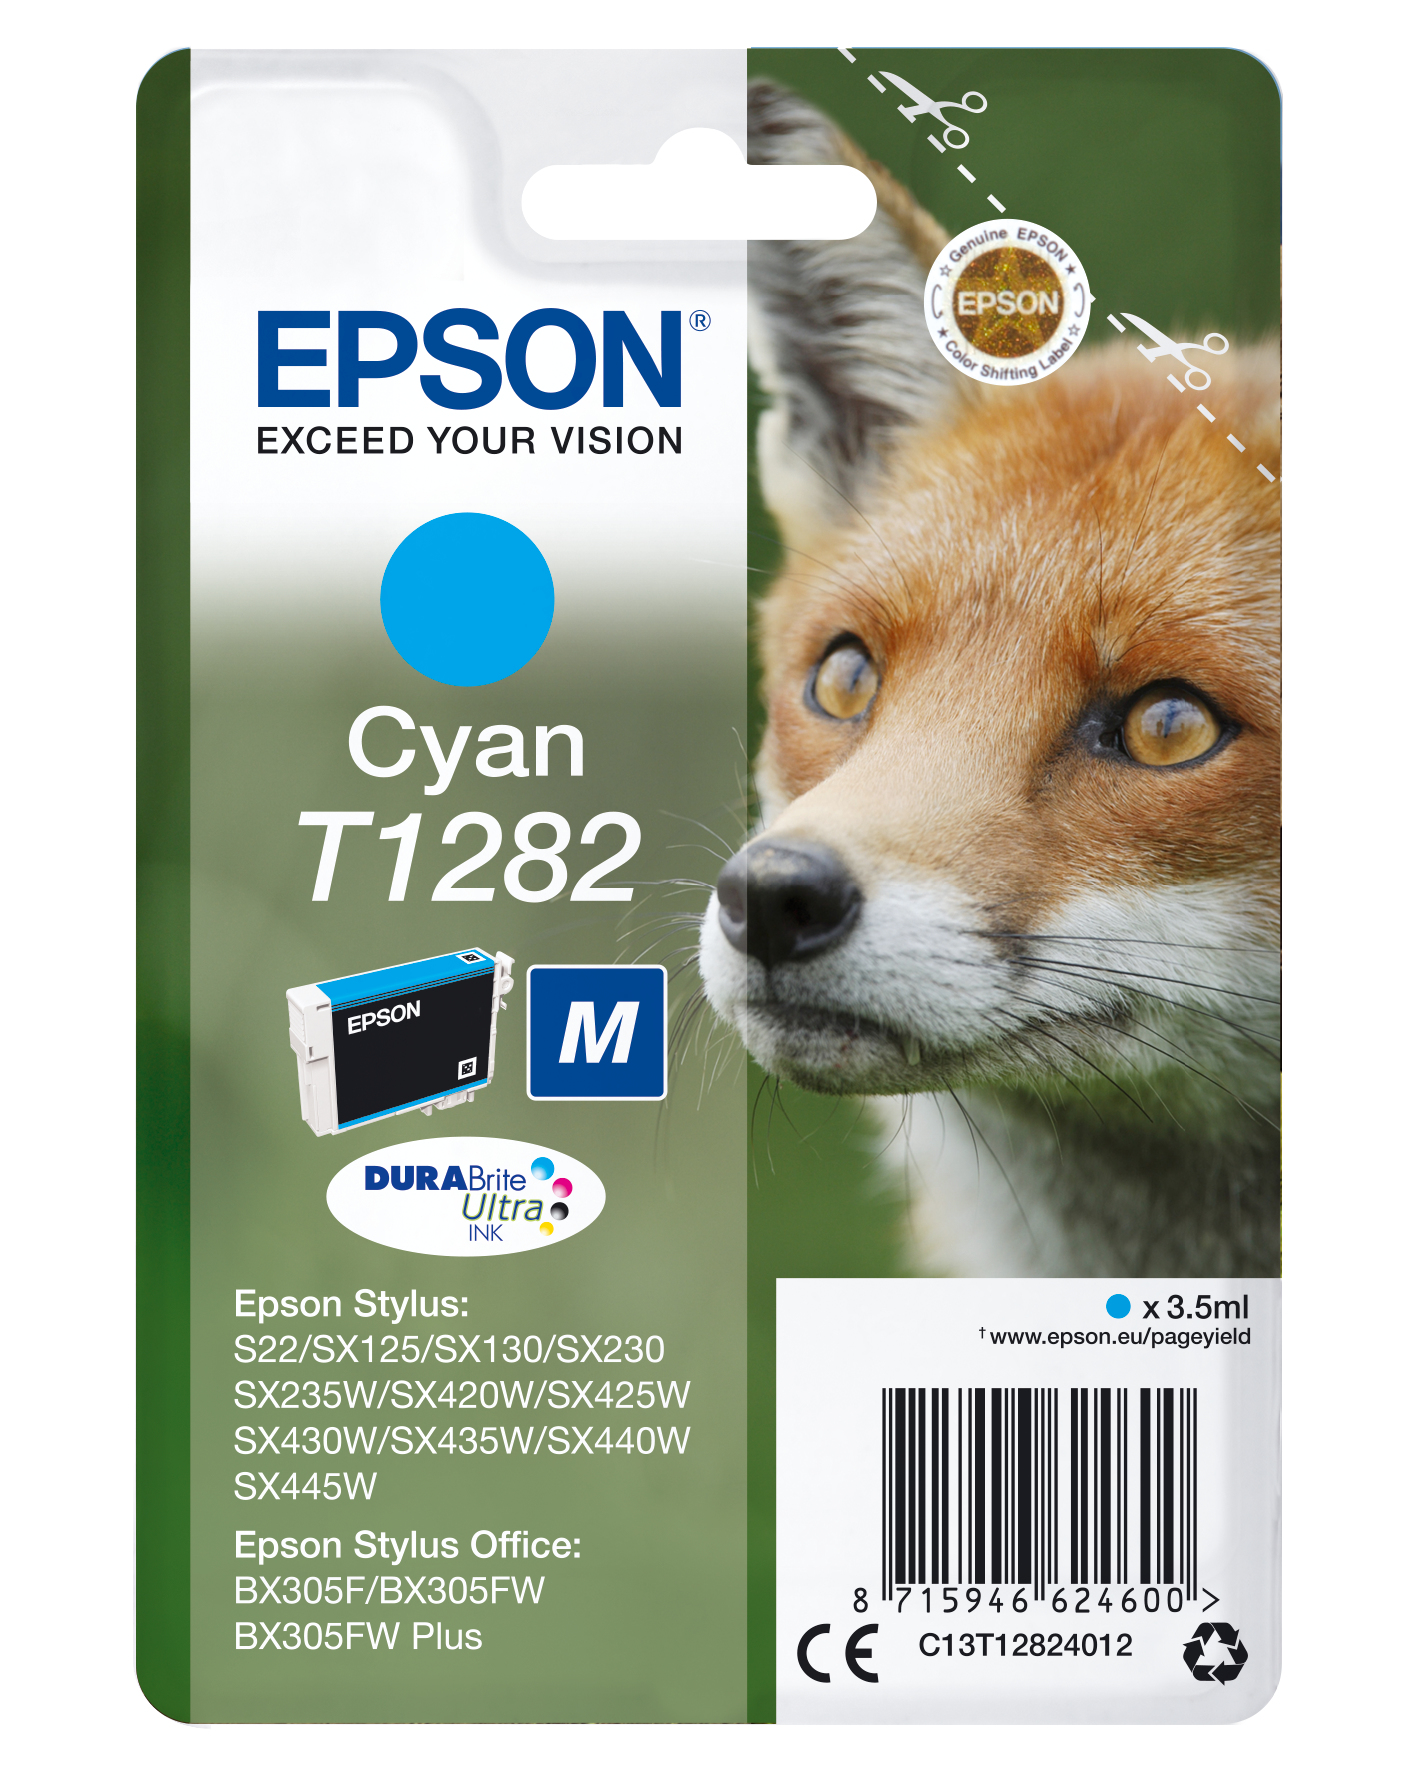 EPSON®
EXCEED YOUR VISION
Genuine EPSON
EPSON
Color Shifting Label
Cyan
T1282
EPSON
M
DURABrite
Ultra
INK
Epson Stylus:
S22/SX125/SX130/SX230
SX235W/SX420W/SX425W
SX430W/SX435W/SX440W
SX445W
Epson Stylus Office:
BX305F/BX305FW
BX305FW Plus
x 3.5ml
†www.epson.eu/pageyield
8 715946 624600 >
CE
C13T12824012